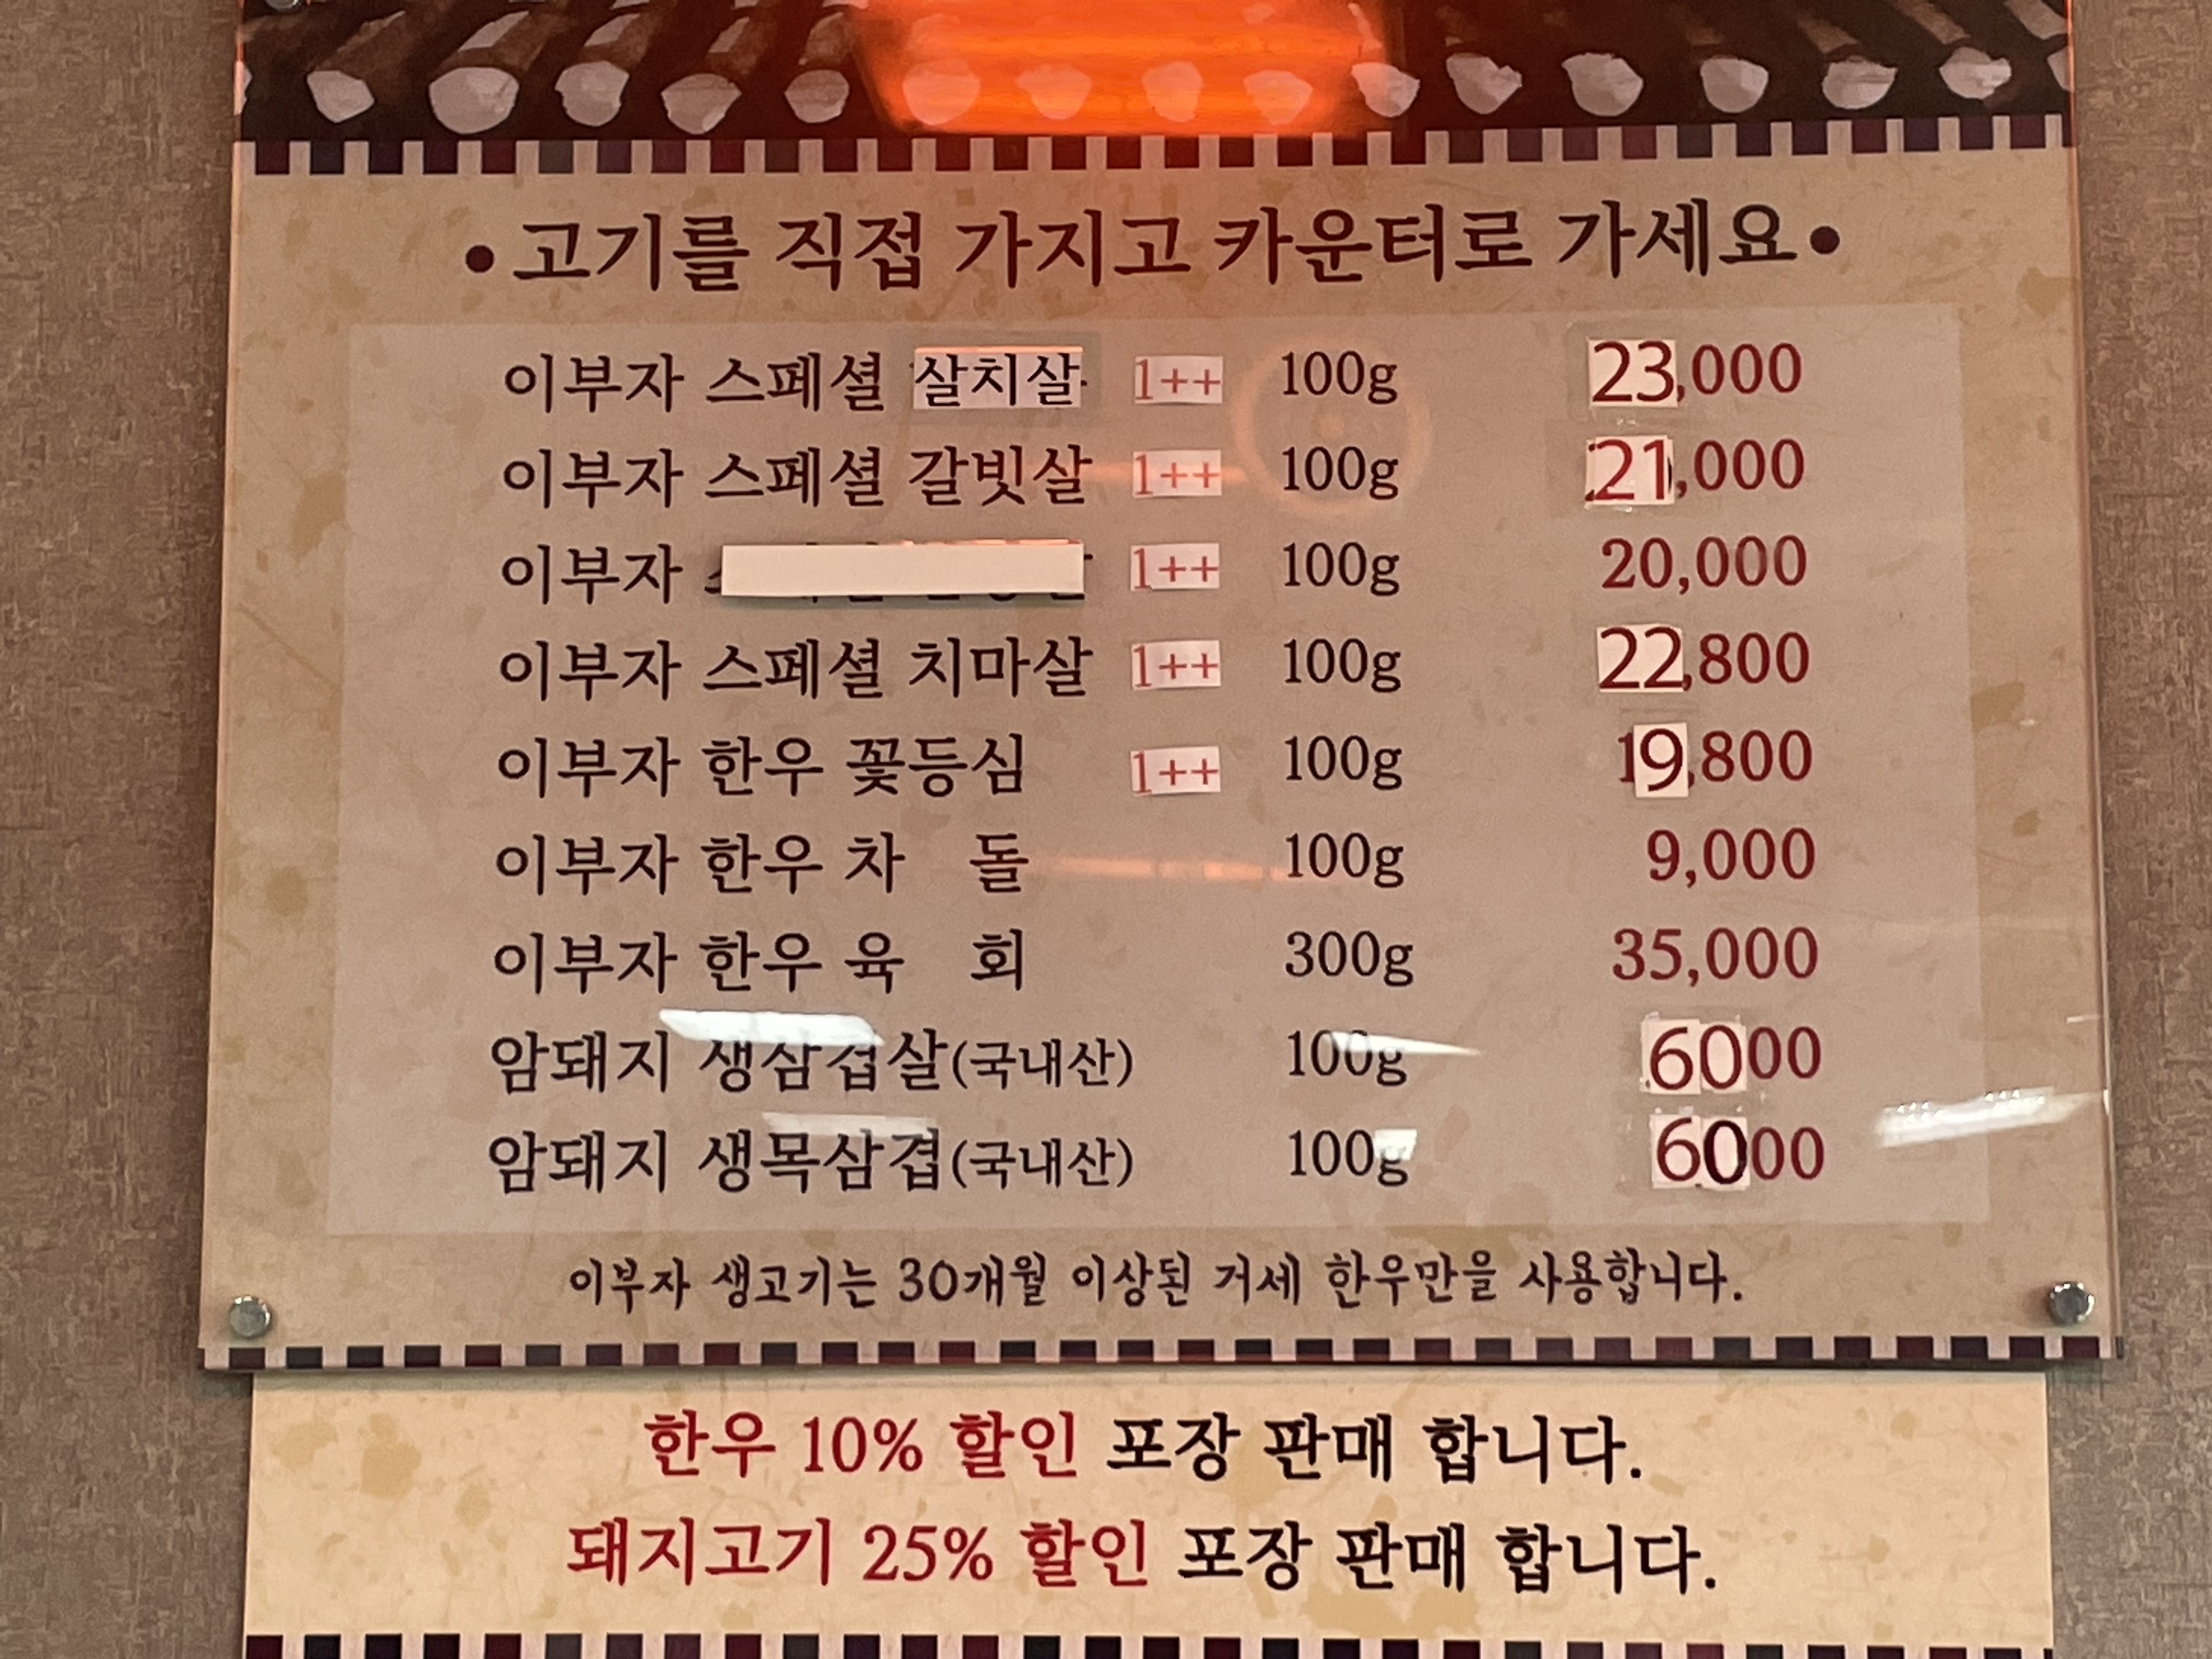 • 고기를 직접 가지고 카운터로 가세요 •
이부자 스페셜 살치살 1++ 100g 23,000
이부자 스페셜 갈빗살 1++ 100g 21,000
이부자 1++ 100g 20,000
이부자 스페셜 치마살 1++ 100g 22,800
이부자 한우 꽃등심 1++ 100g 19,800
이부자 한우 차 돌 100g 9,000
이부자 한우 육 회 300g 35,000
암돼지 생삼겹살(국내산) 100g 6000
암돼지 생목삼겹(국내산) 100g 6000
이부자 생고기는 30개월 이상된 거세 한우만을 사용합니다.
한우 10% 할인 포장 판매 합니다.
돼지고기 25% 할인 포장 판매 합니다.